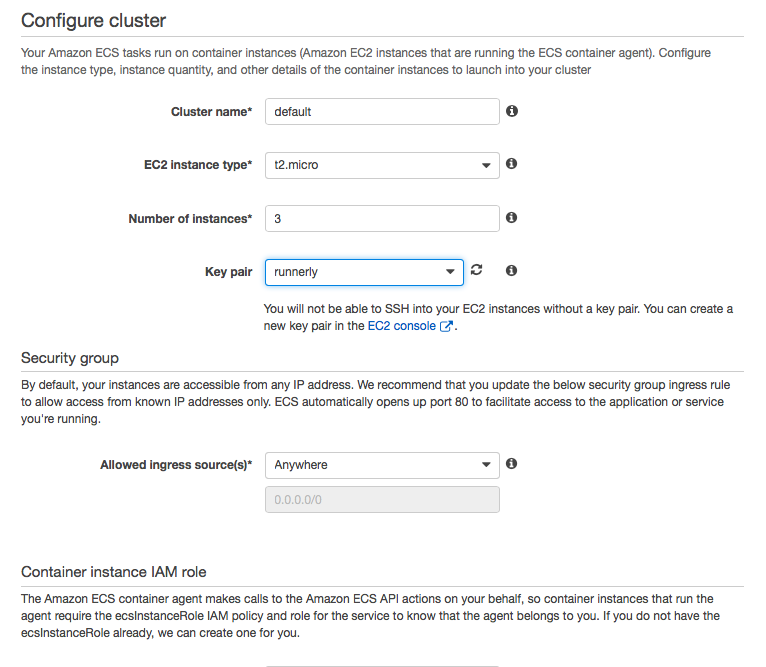 Configure cluster
Your Amazon ECS tasks run on container instances (Amazon EC2 instances that are running the ECS container agent). Configure
the instance type, instance quantity, and other details of the container instances to launch into your cluster
Cluster name* default
EC2 instance type* t2.micro
Number of instances* 3
Key pair runnerly
You will not be able to SSH into your EC2 instances without a key pair. You can create a
new key pair in the EC2 console .
Security group
By default, your instances are accessible from any IP address. We recommend that you update the below security group ingress rule
to allow access from known IP addresses only. ECS automatically opens up port 80 to facilitate access to the application or service
you're running.
Allowed ingress source(s)* Anywhere
0.0.0.0/0
Container instance IAM role
The Amazon ECS container agent makes calls to the Amazon ECS API actions on your behalf, so container instances that run the
agent require the ecsInstanceRole IAM policy and role for the service to know that the agent belongs to you. If you do not have the
ecsInstanceRole already, we can create one for you.